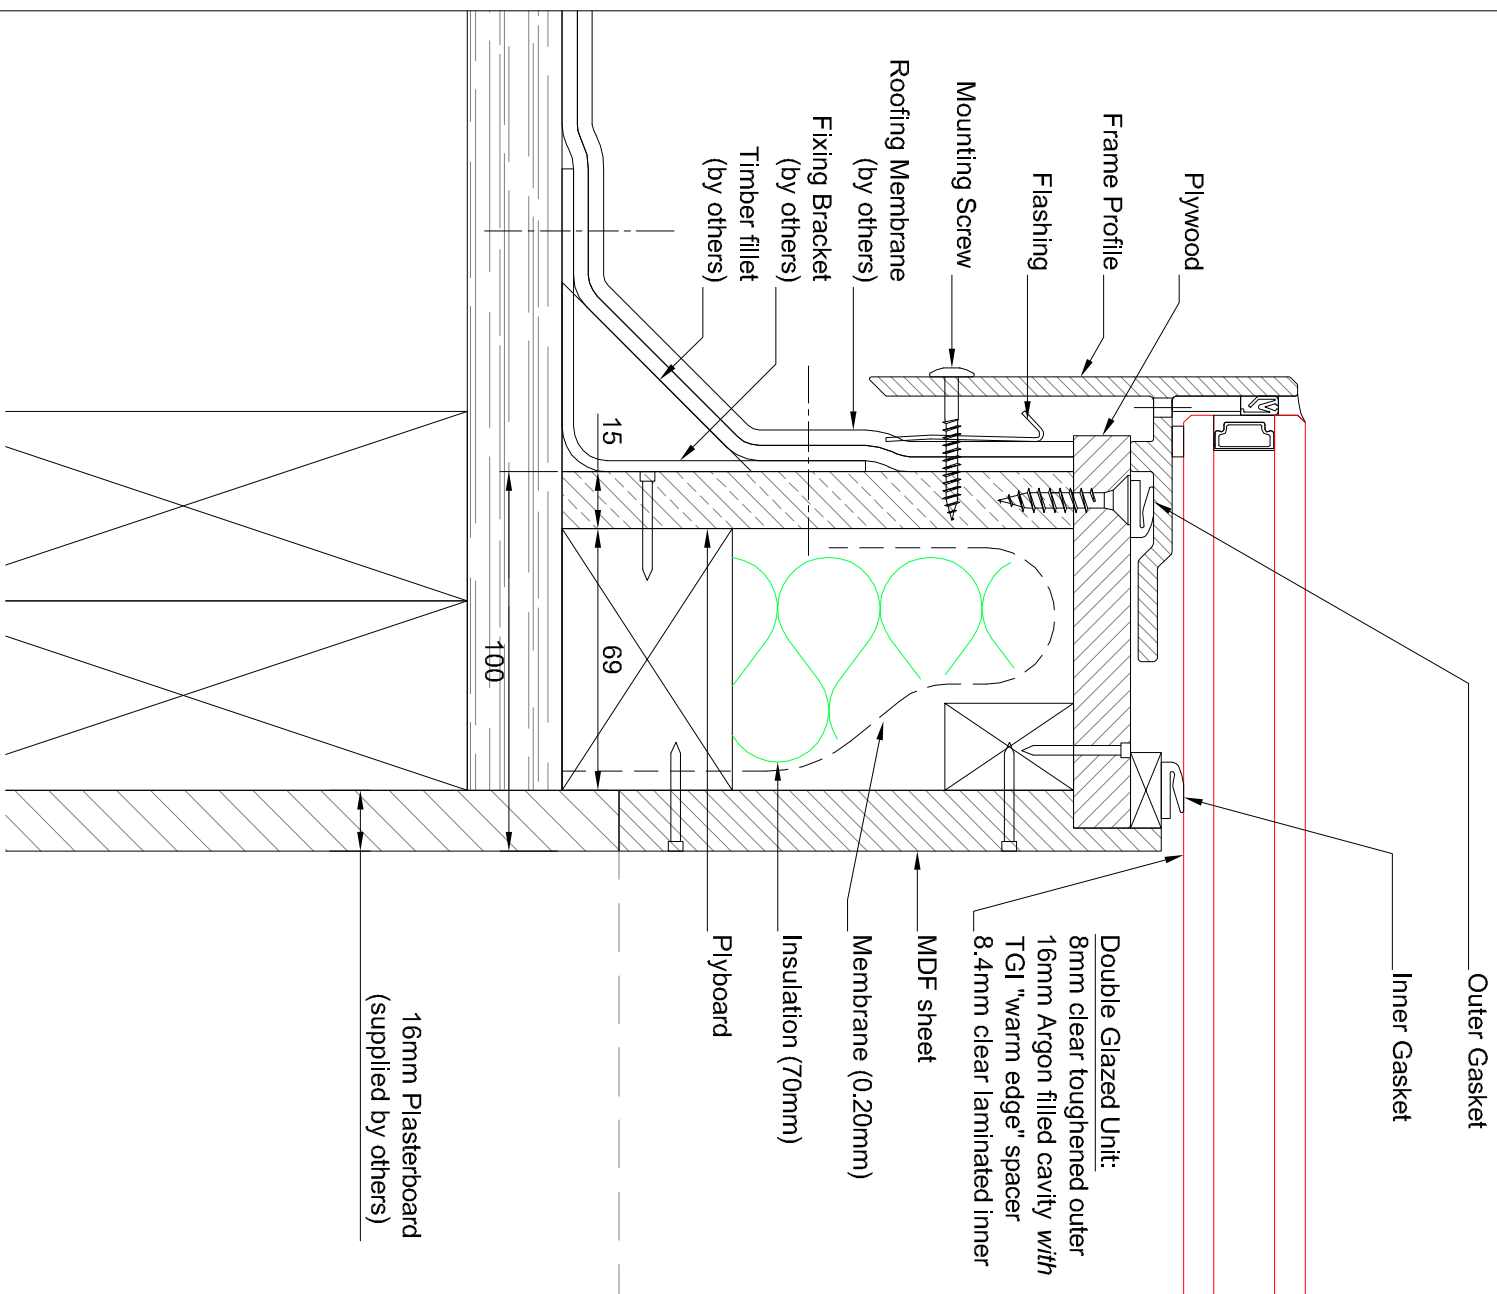 Outer Gasket
Inner Gasket
Plywood
Frame Profile
Flashing
Mounting Screw
Roofing Membrane
(by others)
Fixing Bracket
(by others)
Timber fillet
(by others)
Double Glazed Unit:
8mm clear toughened outer
16mm Argon filled cavity with
TGI "warm edge" spacer
8.4mm clear laminated inner
MDF sheet
Membrane (0.20mm)
Insulation (70mm)
Plyboard
15
69
100
16mm Plasterboard
(supplied by others)